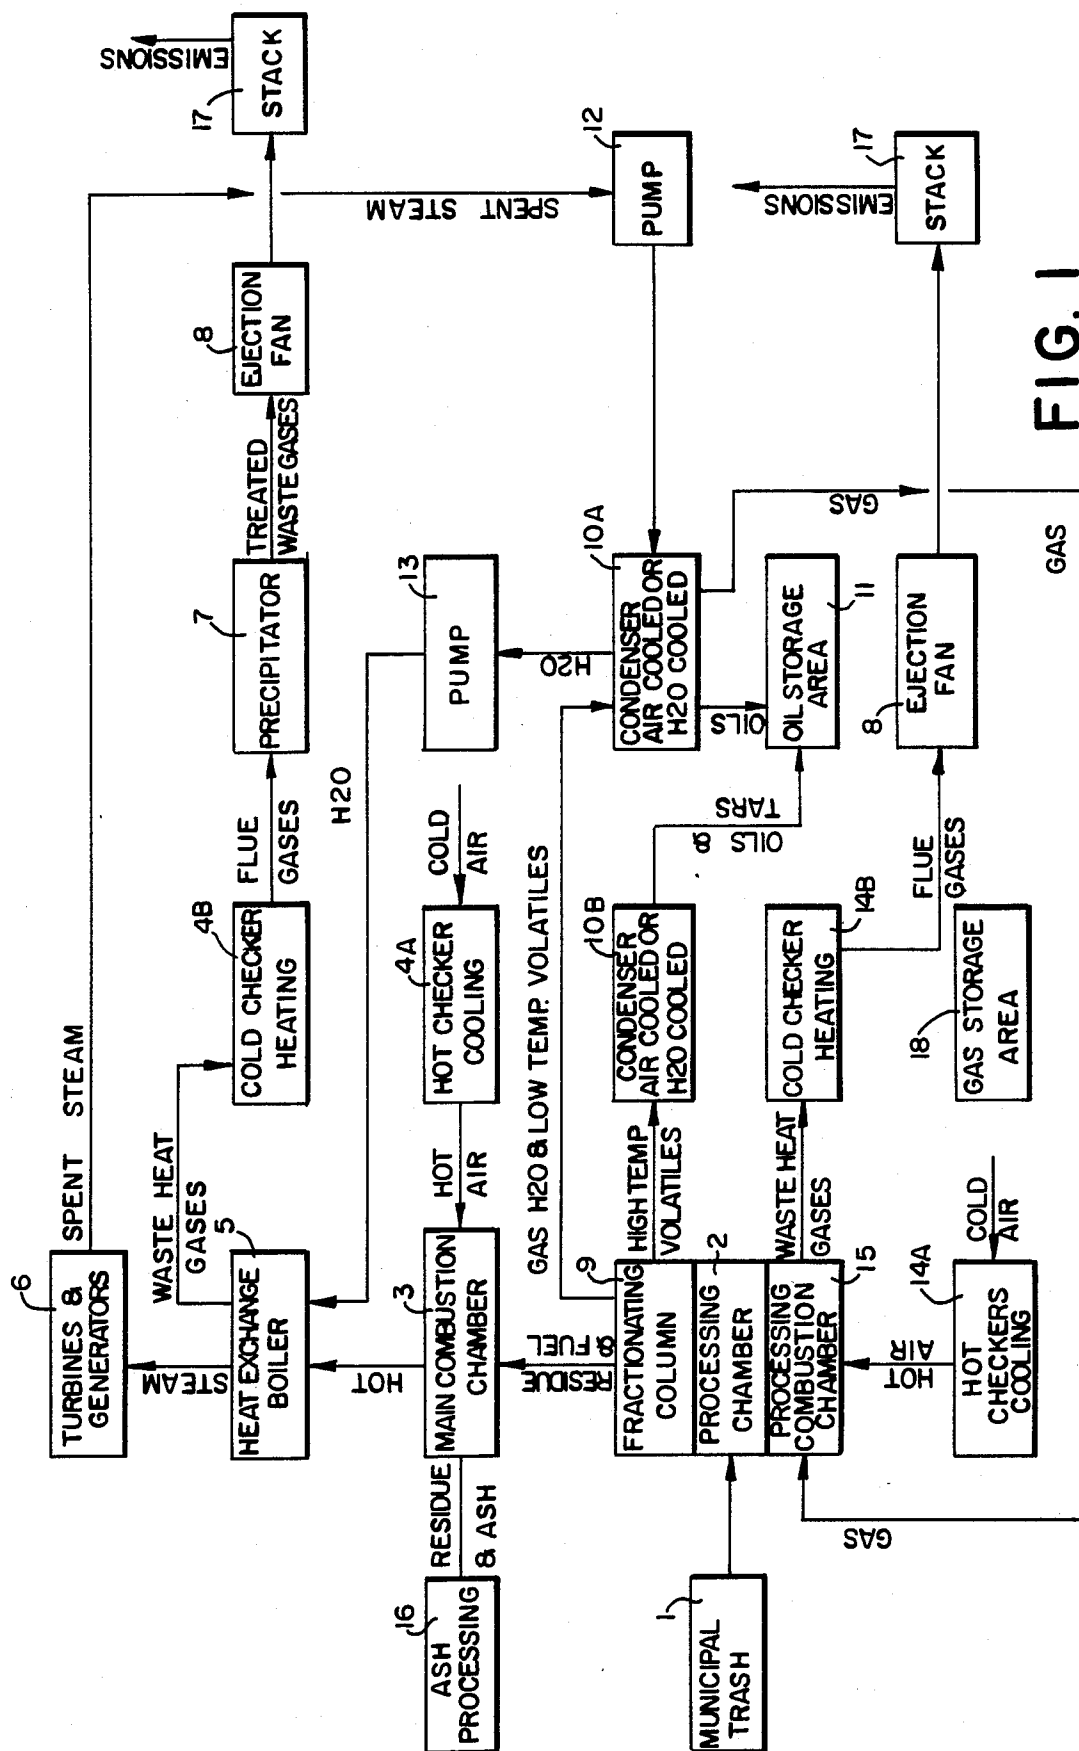 6
TURBINES &
GENERATORS
SPENT STEAM
STEAM
5
HEAT EXCHANGE
BOILER
WASTE HEAT
GASES
4B
COLD CHECKER
HEATING
FLUE
GASES
7
PRECIPITATOR
TREATED
WASTE GASES
8
EJECTION
FAN
17
STACK
EMISSIONS
16
ASH
PROCESSING
RESIDUE
& ASH
HOT
3
MAIN COMBUSTION
CHAMBER
HOT
AIR
4A
HOT CHECKER
COOLING
COLD
AIR
H2O
13
PUMP
SPENT STEAM
RESIDUE
& FUEL
GAS H2O & LOW TEMP. VOLATILES
H2O
12
PUMP
1
MUNICIPAL
TRASH
9
FRACTIONATING
COLUMN
2
PROCESSING
CHAMBER
15
PROCESSING
COMBUSTION
CHAMBER
HIGH TEMP
VOLATILES
10B
CONDENSER
AIR COOLED OR
H2O COOLED
OILS &
TARS
10A
CONDENSER
AIR COOLED OR
H2O COOLED
OILS
11
OIL STORAGE
AREA
GAS
WASTE HEAT
GASES
14B
COLD CHECKER
HEATING
FLUE
GASES
8
EJECTION
FAN
17
STACK
EMISSIONS
GAS
HOT
AIR
14A
HOT
CHECKERS
COOLING
COLD
AIR
18
GAS STORAGE
AREA
GAS
FIG. 1